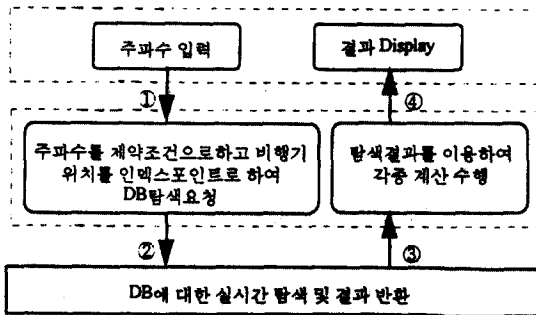 주파수 입력
결과 Display
①
④
주파수를 제약조건으로하고 비행기
위치를 인덱스포인트로 하여
DB탐색요청
탐색결과를 이용하여
각종 계산 수행
②
③
DB에 대한 실시간 탐색 및 결과 반환